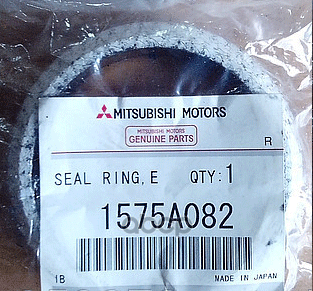 MITSUBISHI MOTORS
MITSUBISHI MOTORS
GENUINE PARTS
R
SEAL RING,E QTY:1
1575A082
1B MADE IN JAPAN